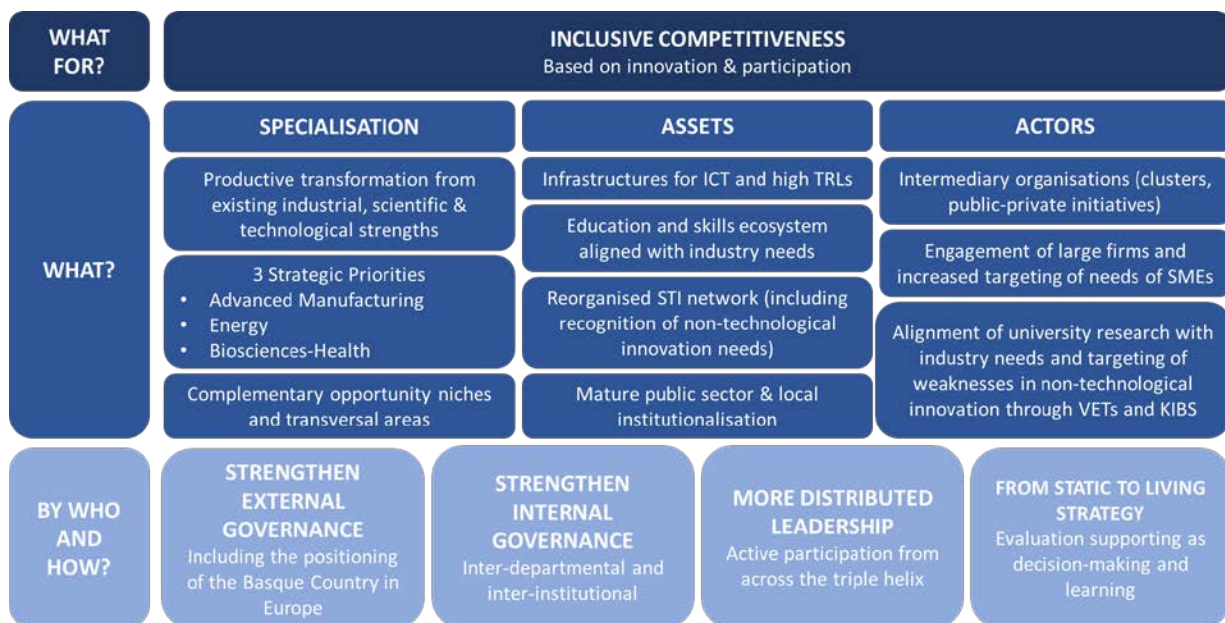 WHAT
FOR?
INCLUSIVE COMPETITIVENESS
Based on innovation & participation
WHAT?
SPECIALISATION
Productive transformation from
existing industrial, scientific &
technological strengths
3 Strategic Priorities
• Advanced Manufacturing
• Energy
• Biosciences-Health
Complementary opportunity niches
and transversal areas
ASSETS
Infrastructures for ICT and high TRLs
Education and skills ecosystem
aligned with industry needs
Reorganised STI network (including
recognition of non-technological
innovation needs)
Mature public sector & local
institutionalisation
ACTORS
Intermediary organisations (clusters,
public-private initiatives)
Engagement of large firms and
increased targeting of needs of SMEs
Alignment of university research with
industry needs and targeting of
weaknesses in non-technological
innovation through VETs and KIBS
BY WHO
AND
HOW?
STRENGTHEN
EXTERNAL
GOVERNANCE
Including the positioning
of the Basque Country in
Europe
STRENGTHEN
INTERNAL
GOVERNANCE
Inter-departmental and
inter-institutional
MORE DISTRIBUTED
LEADERSHIP
Active participation from
across the triple helix
FROM STATIC TO LIVING
STRATEGY
Evaluation supporting as
decision-making and
learning